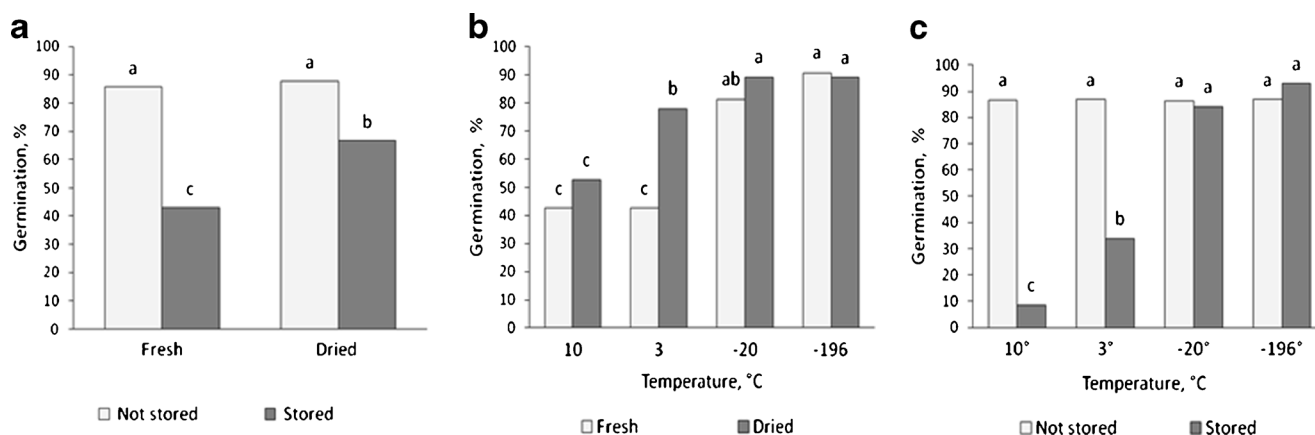 a
100
90
80
70
60
50
40
30
20
10
0
Germination, %
a
c
a
b
Fresh Dried
Not stored Stored
b
100
90
80
70
60
50
40
30
20
10
0
Germination, %
c
c
c
b
ab
a
a
a
10 3 -20 -196
Temperature, °C
Fresh Dried
c
100
90
80
70
60
50
40
30
20
10
0
Germination, %
a
c
a
b
a
a
a
a
10° 3° -20° -196°
Temperature, °C
Not stored Stored